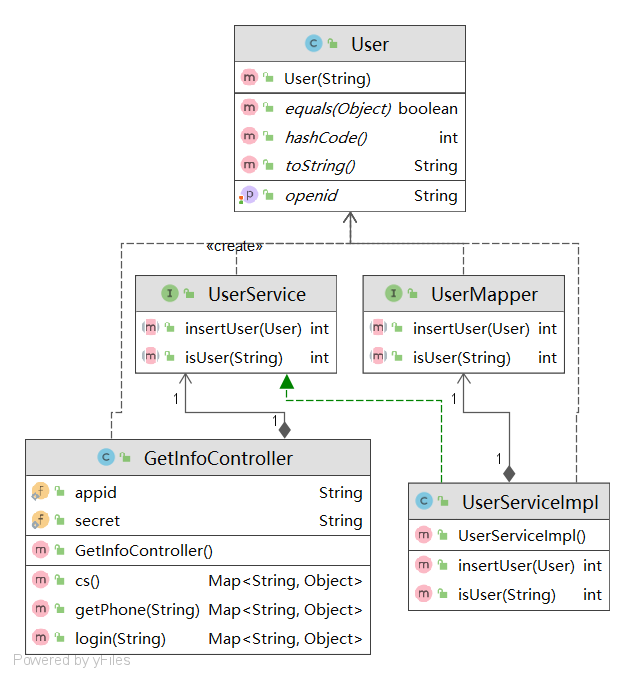 C User
m User(String)
m equals(Object) boolean
m hashCode() int
m toString() String
p openid String
«create»
I UserService
m insertUser(User) int
m isUser(String) int
I UserMapper
m insertUser(User) int
m isUser(String) int
1
1
1
1
C GetInfoController
f appid String
f secret String
m GetInfoController()
m cs() Map<String, Object>
m getPhone(String) Map<String, Object>
m login(String) Map<String, Object>
C UserServiceImpl
m UserServiceImpl()
m insertUser(User) int
m isUser(String) int
Powered by yFiles